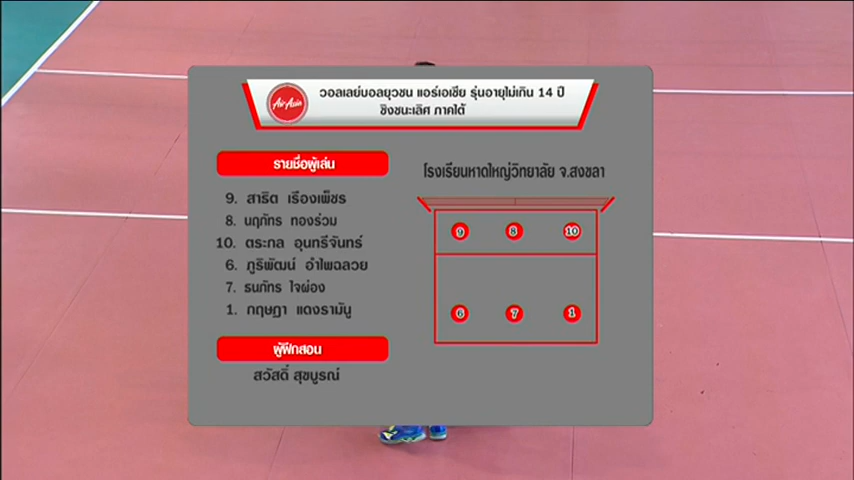 AirAsia
วอลเลย์บอลยุวชน แอร์เอเชีย รุ่นอายุไม่เกิน 14 ปี
ชิงชนะเลิศ ภาคใต้
รายชื่อผู้เล่น
9. สาริต เรืองเพ็ชร
8. นฤภัทร ทองร่วม
10. ตระกล อุนทรีจันทร์
6. ภูริพัฒน์ อำไพฉลวย
7. ธนภัทร ใจผ่อง
1. กฤษฎา แดงรามัญ
ผู้ฝึกสอน
สวัสดิ์ สุขบูรณ์
โรงเรียนหาดใหญ่วิทยาลัย จ.สงขลา
9 8 10
6 7 1